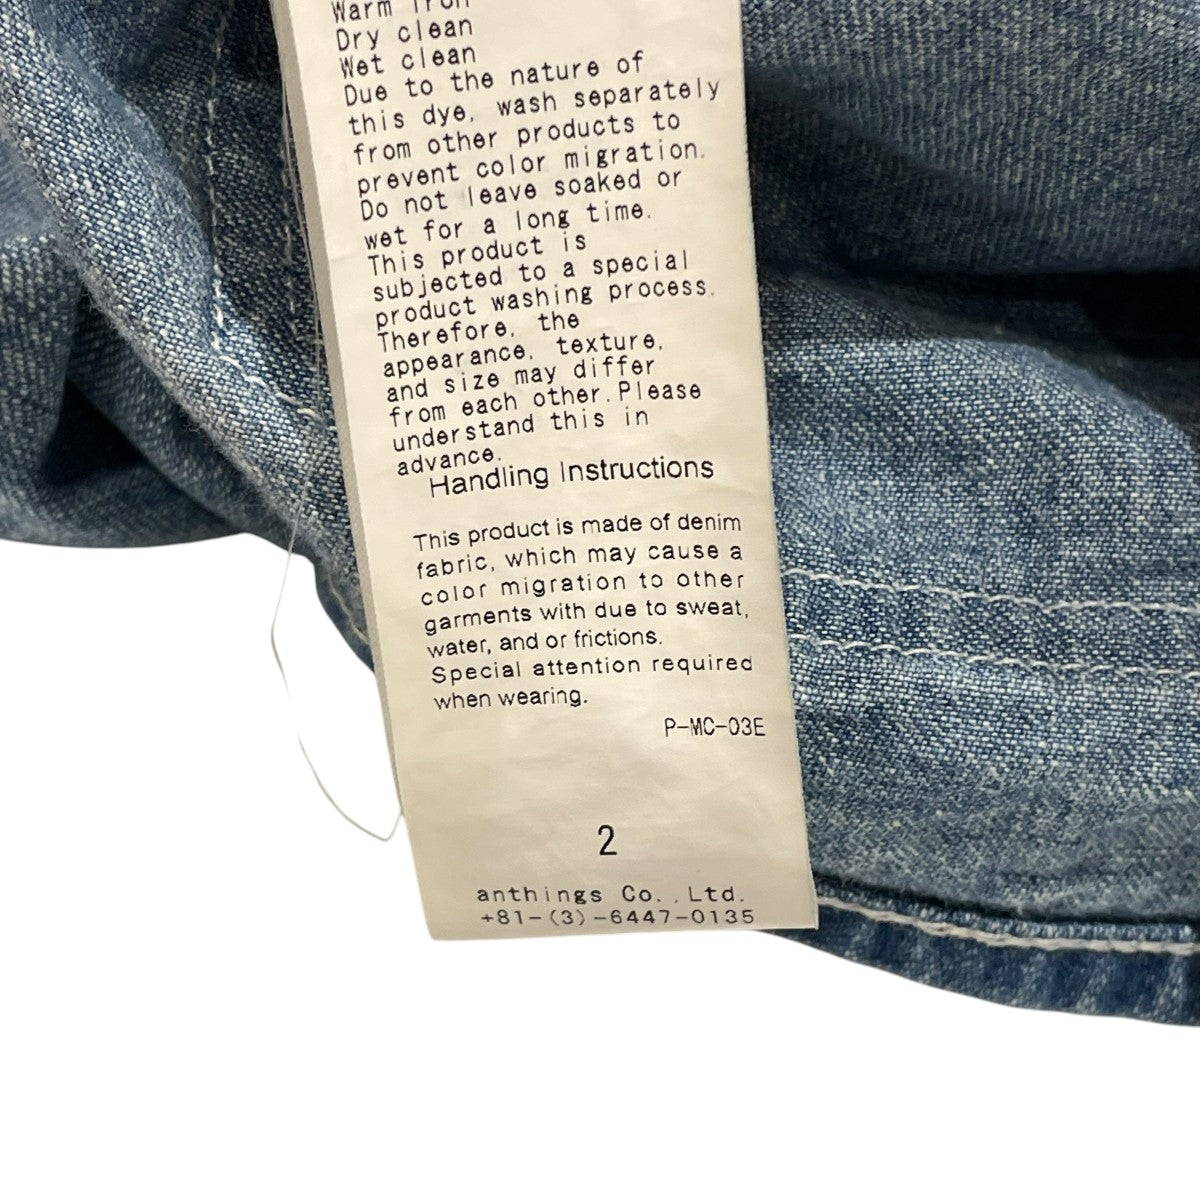 Warm Iron
Dry clean
Wet clean
Due to the nature of
this dye, wash separately
from other products to
prevent color migration.
Do not leave soaked or
wet for a long time.
This product is
subjected to a special
product washing process.
Therefore, the
appearance, texture,
and size may differ
from each other.Please
understand this in
advance.
Handling Instructions
This product is made of denim
fabric, which may cause a
color migration to other
garments with due to sweat,
water, and or frictions.
Special attention required
when wearing.
P-MC-03E
2
anthings Co.,Ltd.
+81-(3)-6447-0135